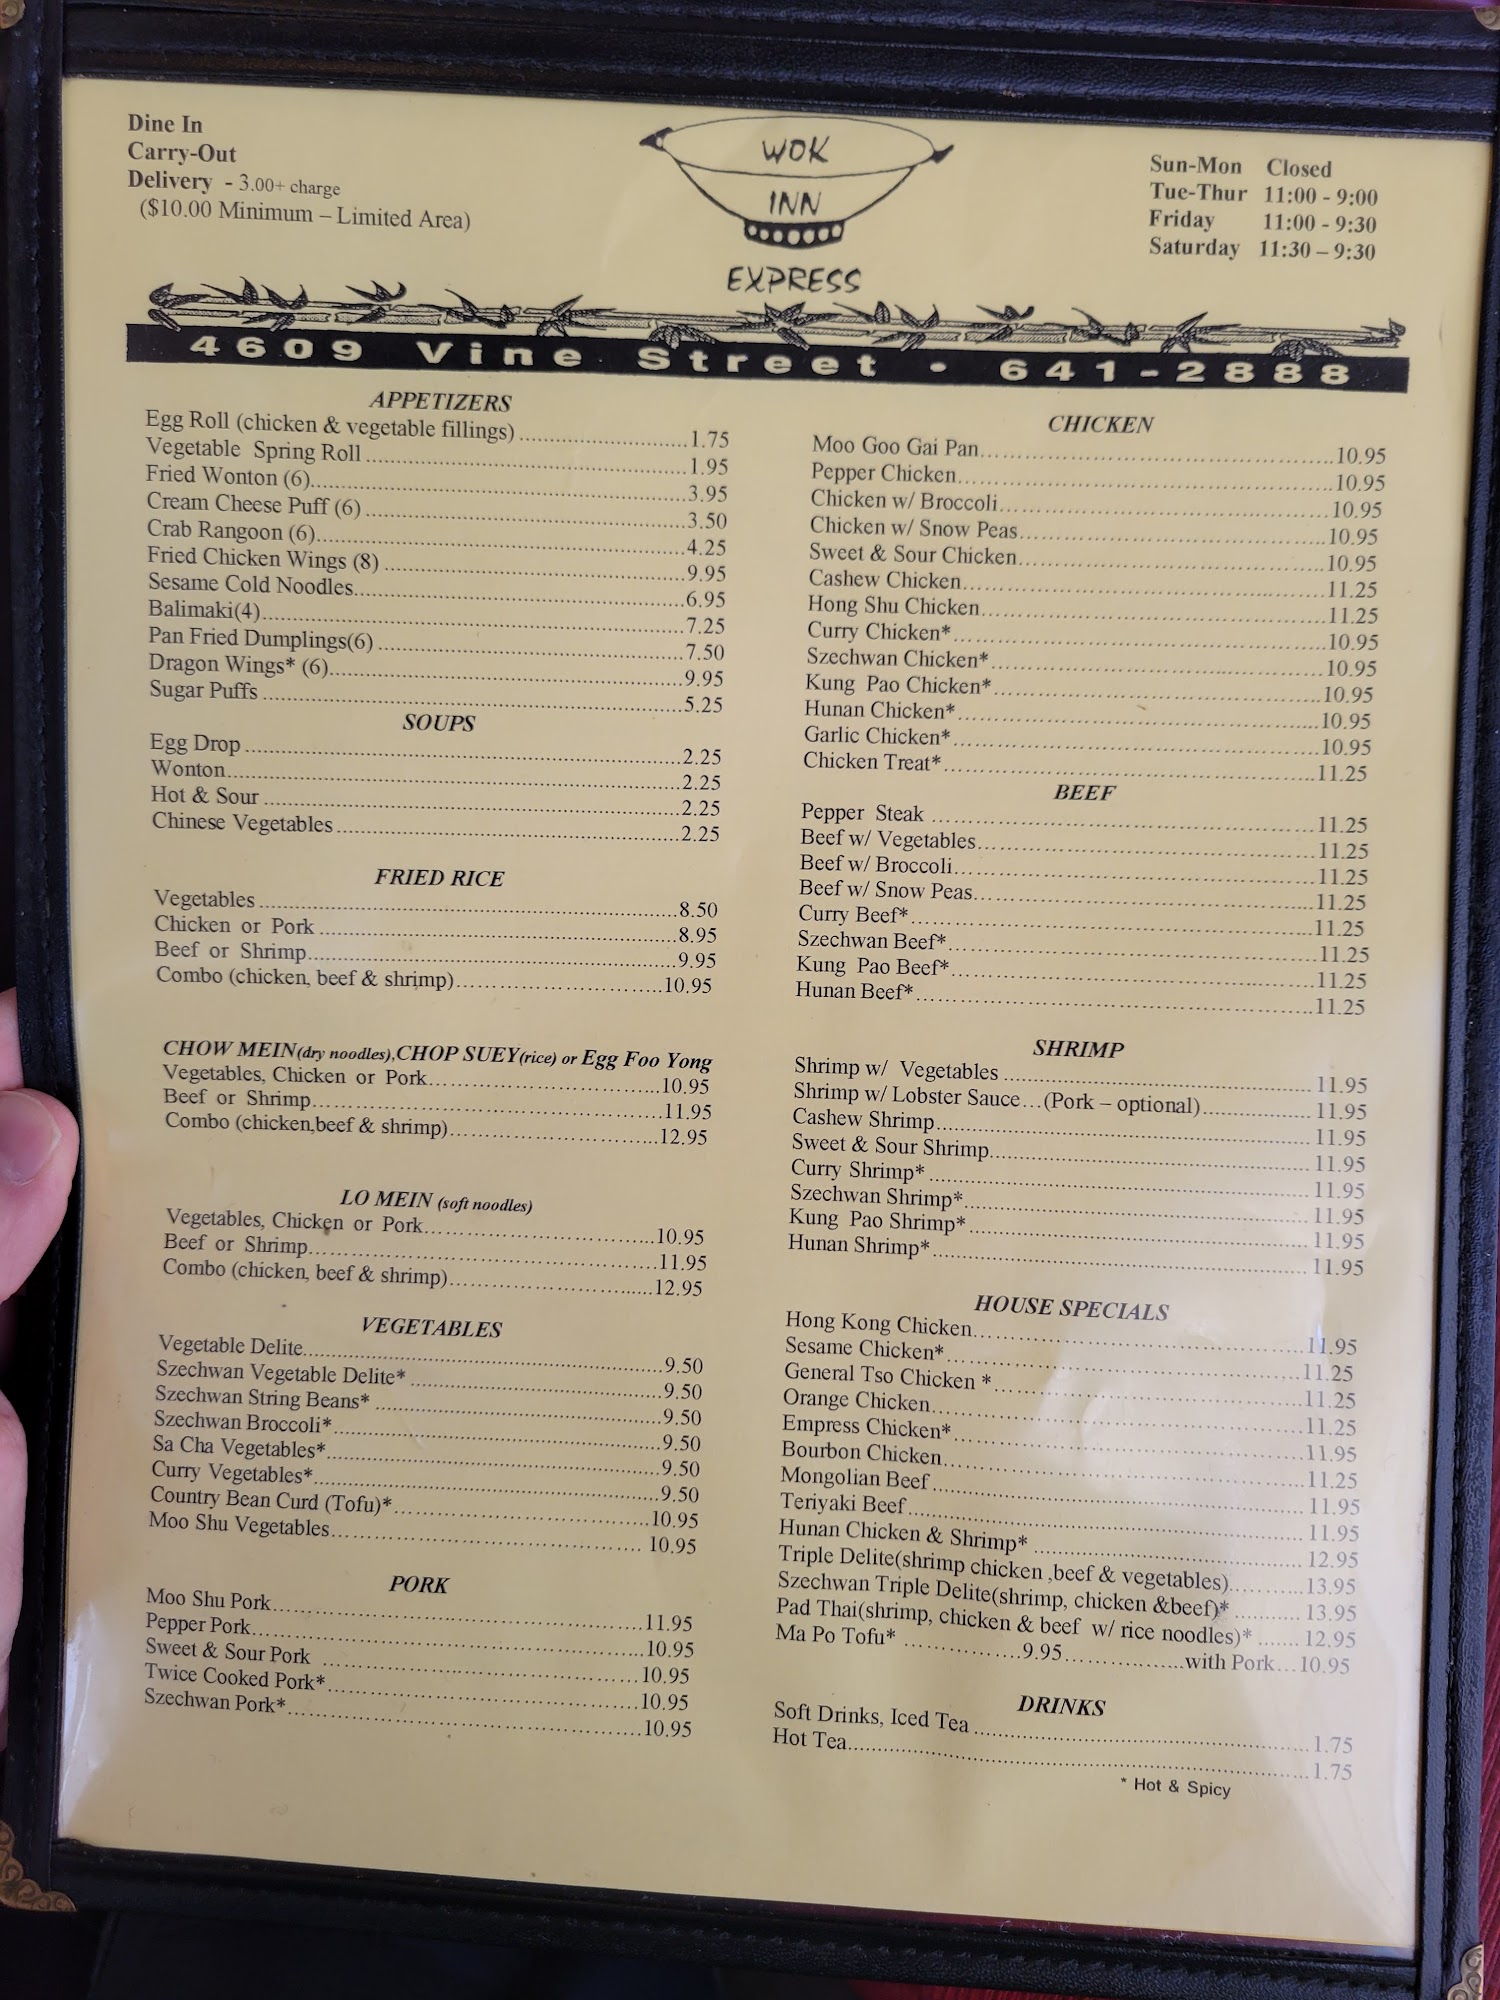 Dine In
Carry-Out
Delivery - 3.00+ charge
($10.00 Minimum – Limited Area)
WOK
INN
EXPRESS
Sun-Mon Closed
Tue-Thur 11:00 - 9:00
Friday 11:00 - 9:30
Saturday 11:30 – 9:30
4609 Vine Street • 641-2888
APPETIZERS
Egg Roll (chicken & vegetable fillings) 1.75
Vegetable Spring Roll 1.95
Fried Wonton (6) 3.95
Cream Cheese Puff (6) 3.50
Crab Rangoon (6) 4.25
Fried Chicken Wings (8) 9.95
Sesame Cold Noodles 6.95
Balimaki(4) 7.25
Pan Fried Dumplings(6) 7.50
Dragon Wings* (6) 9.95
Sugar Puffs 5.25
SOUPS
Egg Drop 2.25
Wonton 2.25
Hot & Sour 2.25
Chinese Vegetables 2.25
FRIED RICE
Vegetables 8.50
Chicken or Pork 8.95
Beef or Shrimp 9.95
Combo (chicken, beef & shrimp) 10.95
CHOW MEIN(dry noodles),CHOP SUEY(rice) or Egg Foo Yong
Vegetables, Chicken or Pork 10.95
Beef or Shrimp 11.95
Combo (chicken,beef & shrimp) 12.95
LO MEIN (soft noodles)
Vegetables, Chicken or Pork 10.95
Beef or Shrimp 11.95
Combo (chicken, beef & shrimp) 12.95
VEGETABLES
Vegetable Delite 9.50
Szechwan Vegetable Delite* 9.50
Szechwan String Beans* 9.50
Szechwan Broccoli* 9.50
Sa Cha Vegetables* 9.50
Curry Vegetables* 9.50
Country Bean Curd (Tofu)* 10.95
Moo Shu Vegetables 10.95
PORK
Moo Shu Pork 11.95
Pepper Pork 10.95
Sweet & Sour Pork 10.95
Twice Cooked Pork* 10.95
Szechwan Pork* 10.95
CHICKEN
Moo Goo Gai Pan 10.95
Pepper Chicken 10.95
Chicken w/ Broccoli 10.95
Chicken w/ Snow Peas 10.95
Sweet & Sour Chicken 10.95
Cashew Chicken 11.25
Hong Shu Chicken 11.25
Curry Chicken* 10.95
Szechwan Chicken* 10.95
Kung Pao Chicken* 10.95
Hunan Chicken* 10.95
Garlic Chicken* 10.95
Chicken Treat* 11.25
BEEF
Pepper Steak 11.25
Beef w/ Vegetables 11.25
Beef w/ Broccoli 11.25
Beef w/ Snow Peas 11.25
Curry Beef* 11.25
Szechwan Beef* 11.25
Kung Pao Beef* 11.25
Hunan Beef* 11.25
SHRIMP
Shrimp w/ Vegetables 11.95
Shrimp w/ Lobster Sauce...(Pork – optional) 11.95
Cashew Shrimp 11.95
Sweet & Sour Shrimp 11.95
Curry Shrimp* 11.95
Szechwan Shrimp* 11.95
Kung Pao Shrimp* 11.95
Hunan Shrimp* 11.95
HOUSE SPECIALS
Hong Kong Chicken 11.95
Sesame Chicken* 11.25
General Tso Chicken * 11.25
Orange Chicken 11.25
Empress Chicken* 11.95
Bourbon Chicken 11.25
Mongolian Beef 11.95
Teriyaki Beef 11.95
Hunan Chicken & Shrimp* 12.95
Triple Delite(shrimp chicken ,beef & vegetables) 13.95
Szechwan Triple Delite(shrimp, chicken &beef)* 13.95
Pad Thai(shrimp, chicken & beef w/ rice noodles)* 12.95
Ma Po Tofu* 9.95 with Pork...10.95
DRINKS
Soft Drinks, Iced Tea 1.75
Hot Tea 1.75
* Hot & Spicy